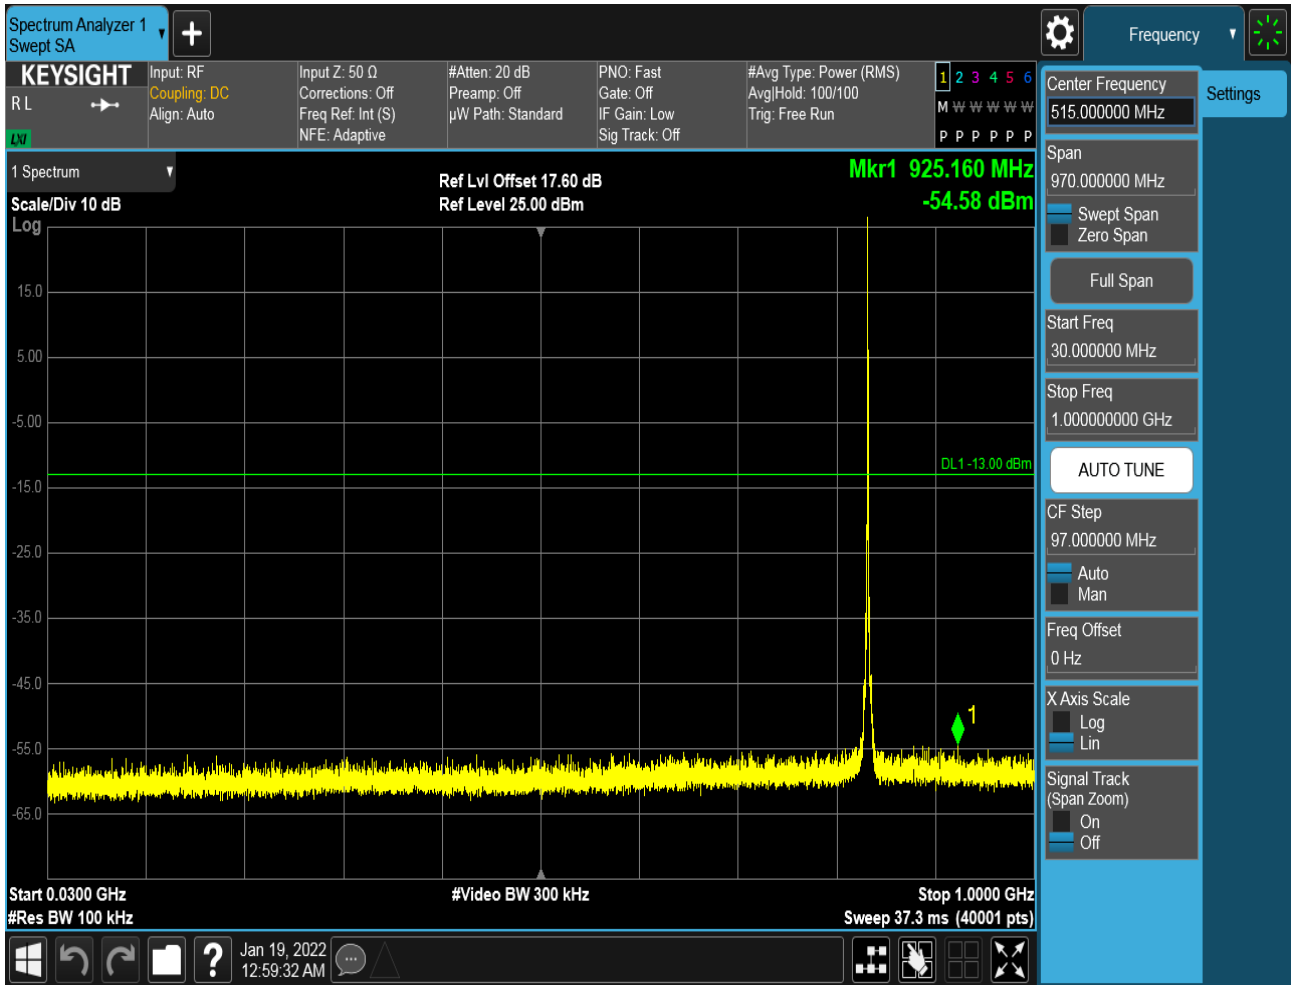 Spectrum Analyzer 1
Swept SA
Frequency
KEYSIGHT
R L
LXI
Input: RF
Coupling: DC
Align: Auto
Input Z: 50 Ω
Corrections: Off
Freq Ref: Int (S)
NFE: Adaptive
#Atten: 20 dB
Preamp: Off
µW Path: Standard
PNO: Fast
Gate: Off
IF Gain: Low
Sig Track: Off
#Avg Type: Power (RMS)
Avg|Hold: 100/100
Trig: Free Run
1 2 3 4 5 6
M W W W W W
P P P P P P
1 Spectrum
Scale/Div 10 dB
Log
Ref Lvl Offset 17.60 dB
Ref Level 25.00 dBm
Mkr1 925.160 MHz
-54.58 dBm
15.0
5.00
-5.00
DL1 -13.00 dBm
-15.0
-25.0
-35.0
-45.0
1
-55.0
-65.0
Start 0.0300 GHz
#Video BW 300 kHz
Stop 1.0000 GHz
#Res BW 100 kHz
Sweep 37.3 ms (40001 pts)
?
Jan 19, 2022
12:59:32 AM
Center Frequency
515.000000 MHz
Settings
Span
970.000000 MHz
Swept Span
Zero Span
Full Span
Start Freq
30.000000 MHz
Stop Freq
1.000000000 GHz
AUTO TUNE
CF Step
97.000000 MHz
Auto
Man
Freq Offset
0 Hz
X Axis Scale
Log
Lin
Signal Track
(Span Zoom)
On
Off